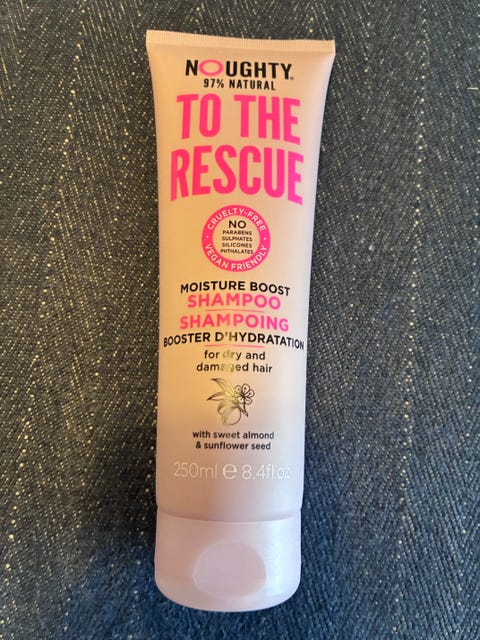 NOUGHTY®
97% NATURAL
TO THE
RESCUE
CRUELTY-FREE
NO
PARABENS
SULPHATES
SILICONES
PHTHALATES
VEGAN FRIENDLY
MOISTURE BOOST
SHAMPOO
SHAMPOING
BOOSTER D'HYDRATATION
for dry and
damaged hair
with sweet almond
& sunflower seed
250ml ℮ 8.4fl.oz